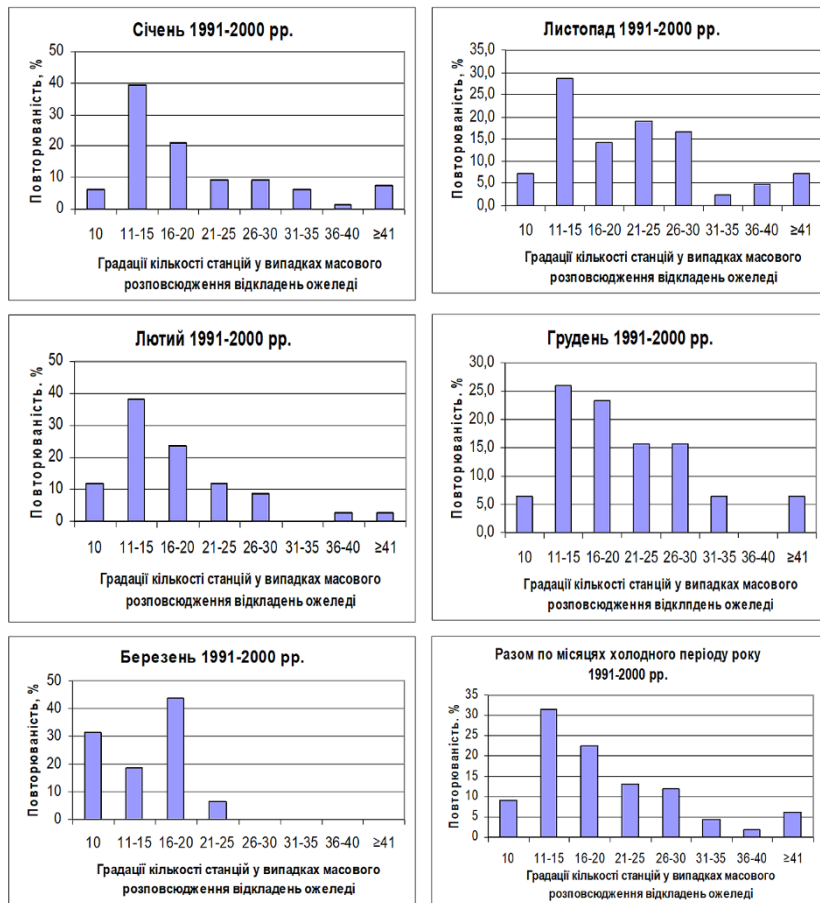 Січень 1991-2000 рр.
Повторюваність, %
50
40
30
20
10
0
10 11-15 16-20 21-25 26-30 31-35 36-40 ≥41
Градації кількості станцій у випадках масового
розповсюдження відкладень ожеледі
Листопад 1991-2000 рр.
Повторюваність, %
35,0
30,0
25,0
20,0
15,0
10,0
5,0
0,0
10 11-15 16-20 21-25 26-30 31-35 36-40 ≥41
Градації кількості станцій у випадках масового
розповсюдження відкладень ожеледі
Лютий 1991-2000 рр.
Повторюваність. %
50
40
30
20
10
0
10 11-15 16-20 21-25 26-30 31-35 36-40 ≥41
Градації кількості станцій у випадках масового
розповсюдження відкладень ожеледі
Грудень 1991-2000 рр.
Повторюваність. %
30,0
25,0
20,0
15,0
10,0
5,0
0,0
10 11-15 16-20 21-25 26-30 31-35 36-40 ≥41
Градації кількості станцій у випадках масового
розповсюдження відклпдень ожеледі
Березень 1991-2000 рр.
Повторюваність, %
50
40
30
20
10
0
10 11-15 16-20 21-25 26-30 31-35 36-40 ≥41
Градації кількості станцій у випадках масового
розповсюдження відкладень ожеледі
Разом по місяцях холодного періоду року
1991-2000 рр.
Повторюваність. %
35
30
25
20
15
10
5
0
10 11-15 16-20 21-25 26-30 31-35 36-40 ≥41
Градації кількості станцій у випадках масового
розповсюдження відкладень ожеледі